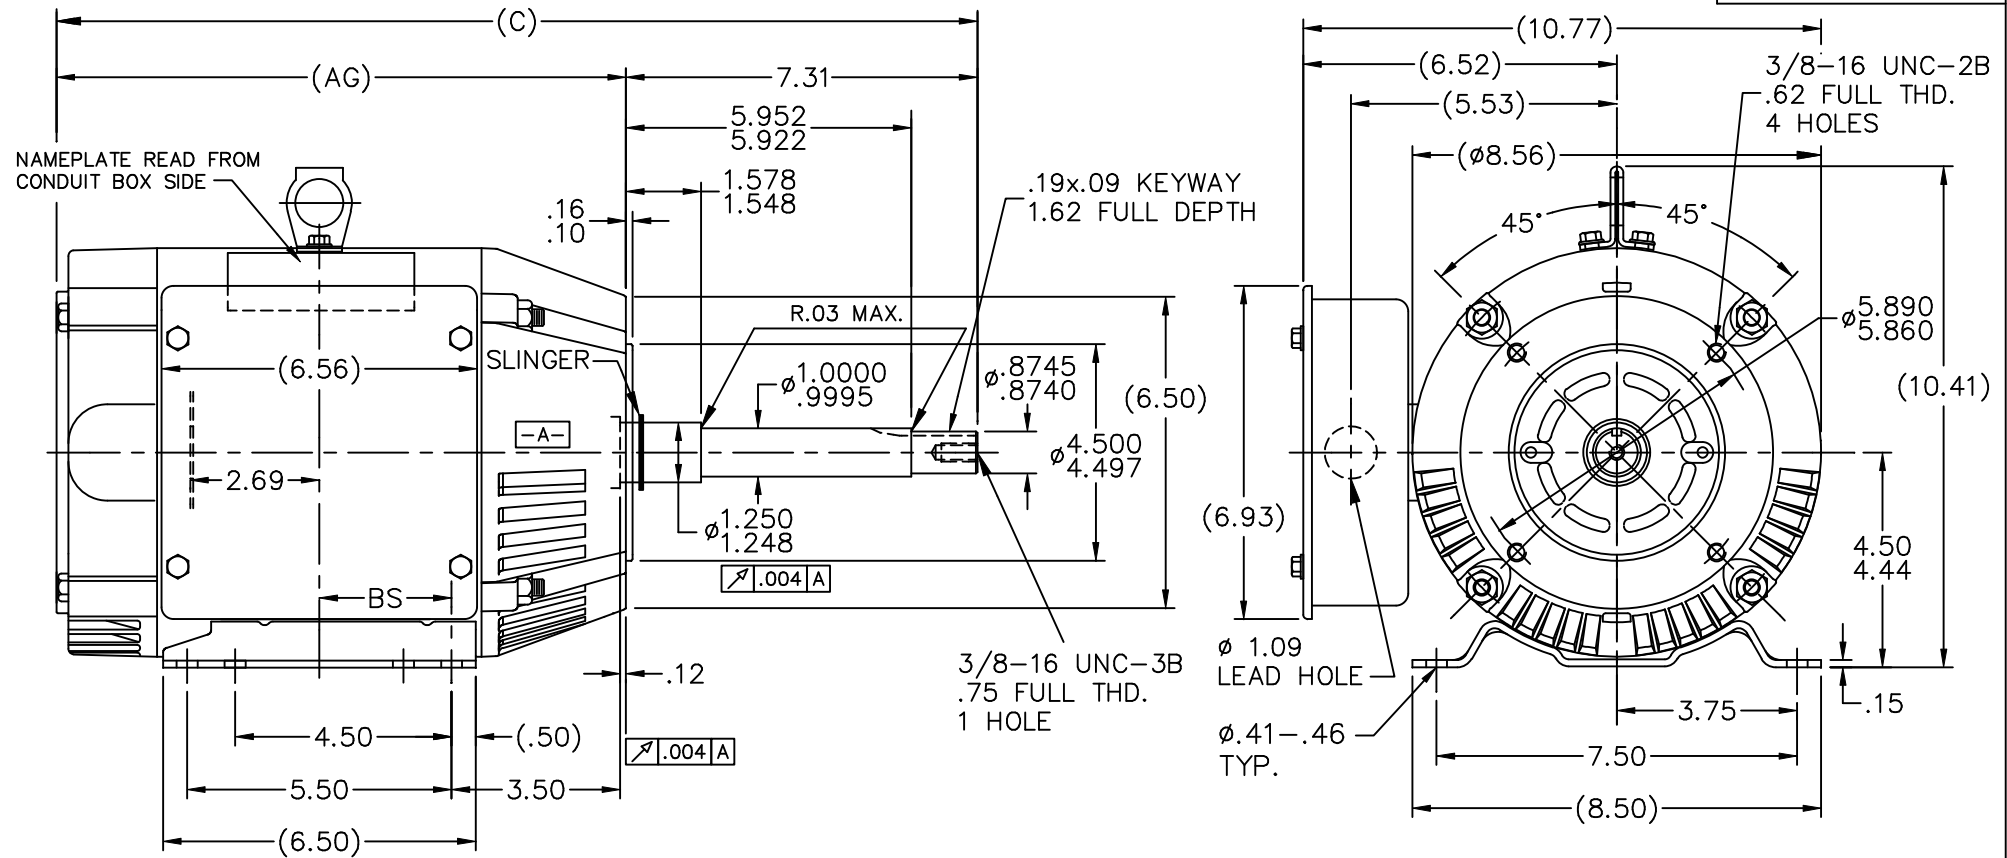 (C)
(AG)
7.31
5.952
5.922
NAMEPLATE READ FROM
CONDUIT BOX SIDE
1.578
1.548
.16
.10
.19x.09 KEYWAY
1.62 FULL DEPTH
R.03 MAX.
SLINGER
(6.56)
ø1.0000
.9995
ø.8745
.8740
(6.50)
-A-
ø4.500
4.497
2.69
ø1.250
1.248
.004 A
BS
.12
3/8-16 UNC-3B
.75 FULL THD.
1 HOLE
4.50
(.50)
.004 A
5.50
3.50
(6.50)
(10.77)
(6.52)
3/8-16 UNC-2B
.62 FULL THD.
4 HOLES
(5.53)
(ø8.56)
45°
45°
ø5.890
5.860
(10.41)
(6.93)
4.50
4.44
ø 1.09
LEAD HOLE
.15
3.75
ø.41-.46
TYP.
7.50
(8.50)